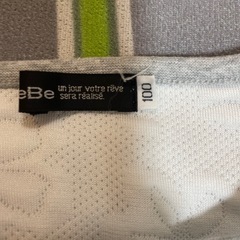 eBe un jour votre rêve
sera réalisé.
100